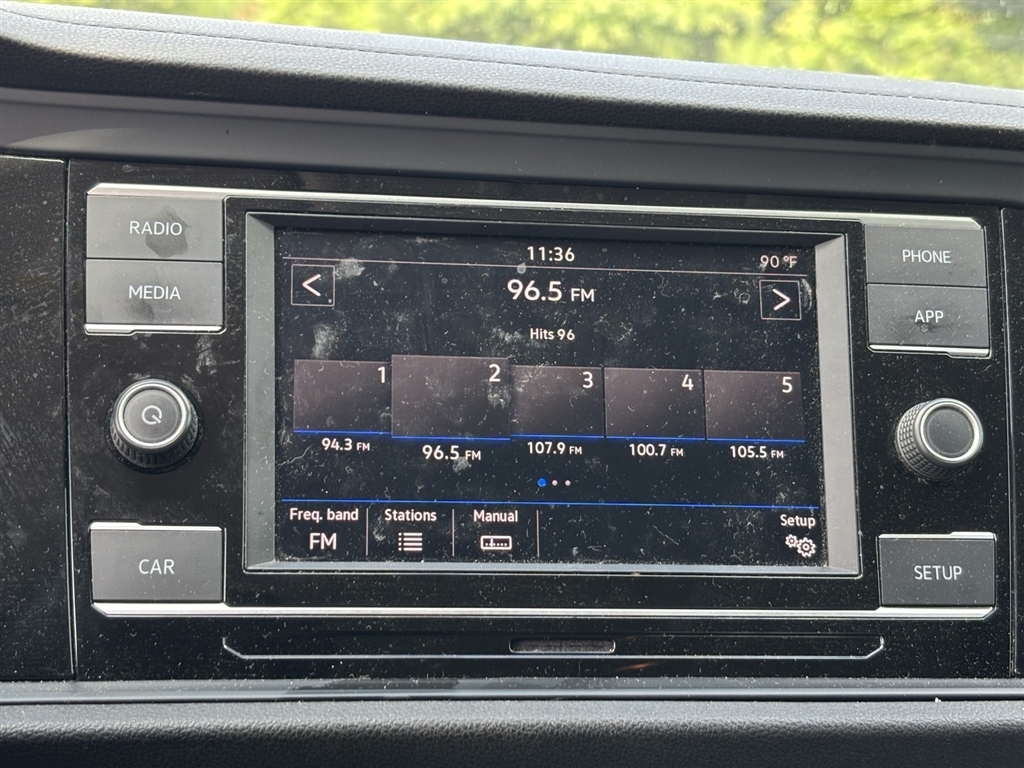 RADIO
MEDIA
CAR
11:36
90 °F
<
96.5 FM
>
Hits 96
1
2
3
4
5
94.3 FM
96.5 FM
107.9 FM
100.7 FM
105.5 FM
Freq. band
FM
Stations
Manual
Setup
PHONE
APP
SETUP